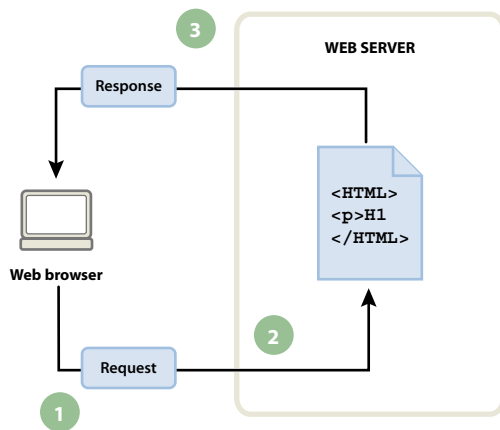 3
WEB SERVER
Response
<HTML>
<p>H1
</HTML>
Web browser
2
Request
1